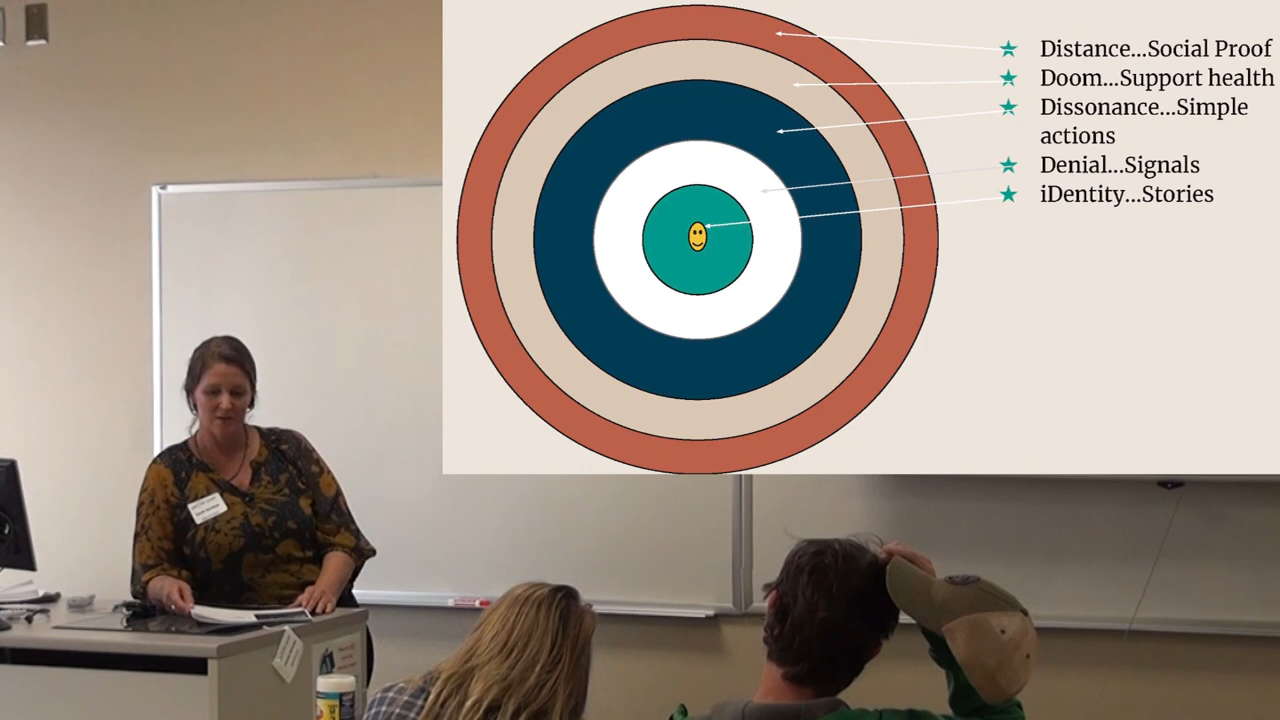 Distance...Social Proof
Doom...Support health
Dissonance...Simple
actions
Denial...Signals
iDentity...Stories